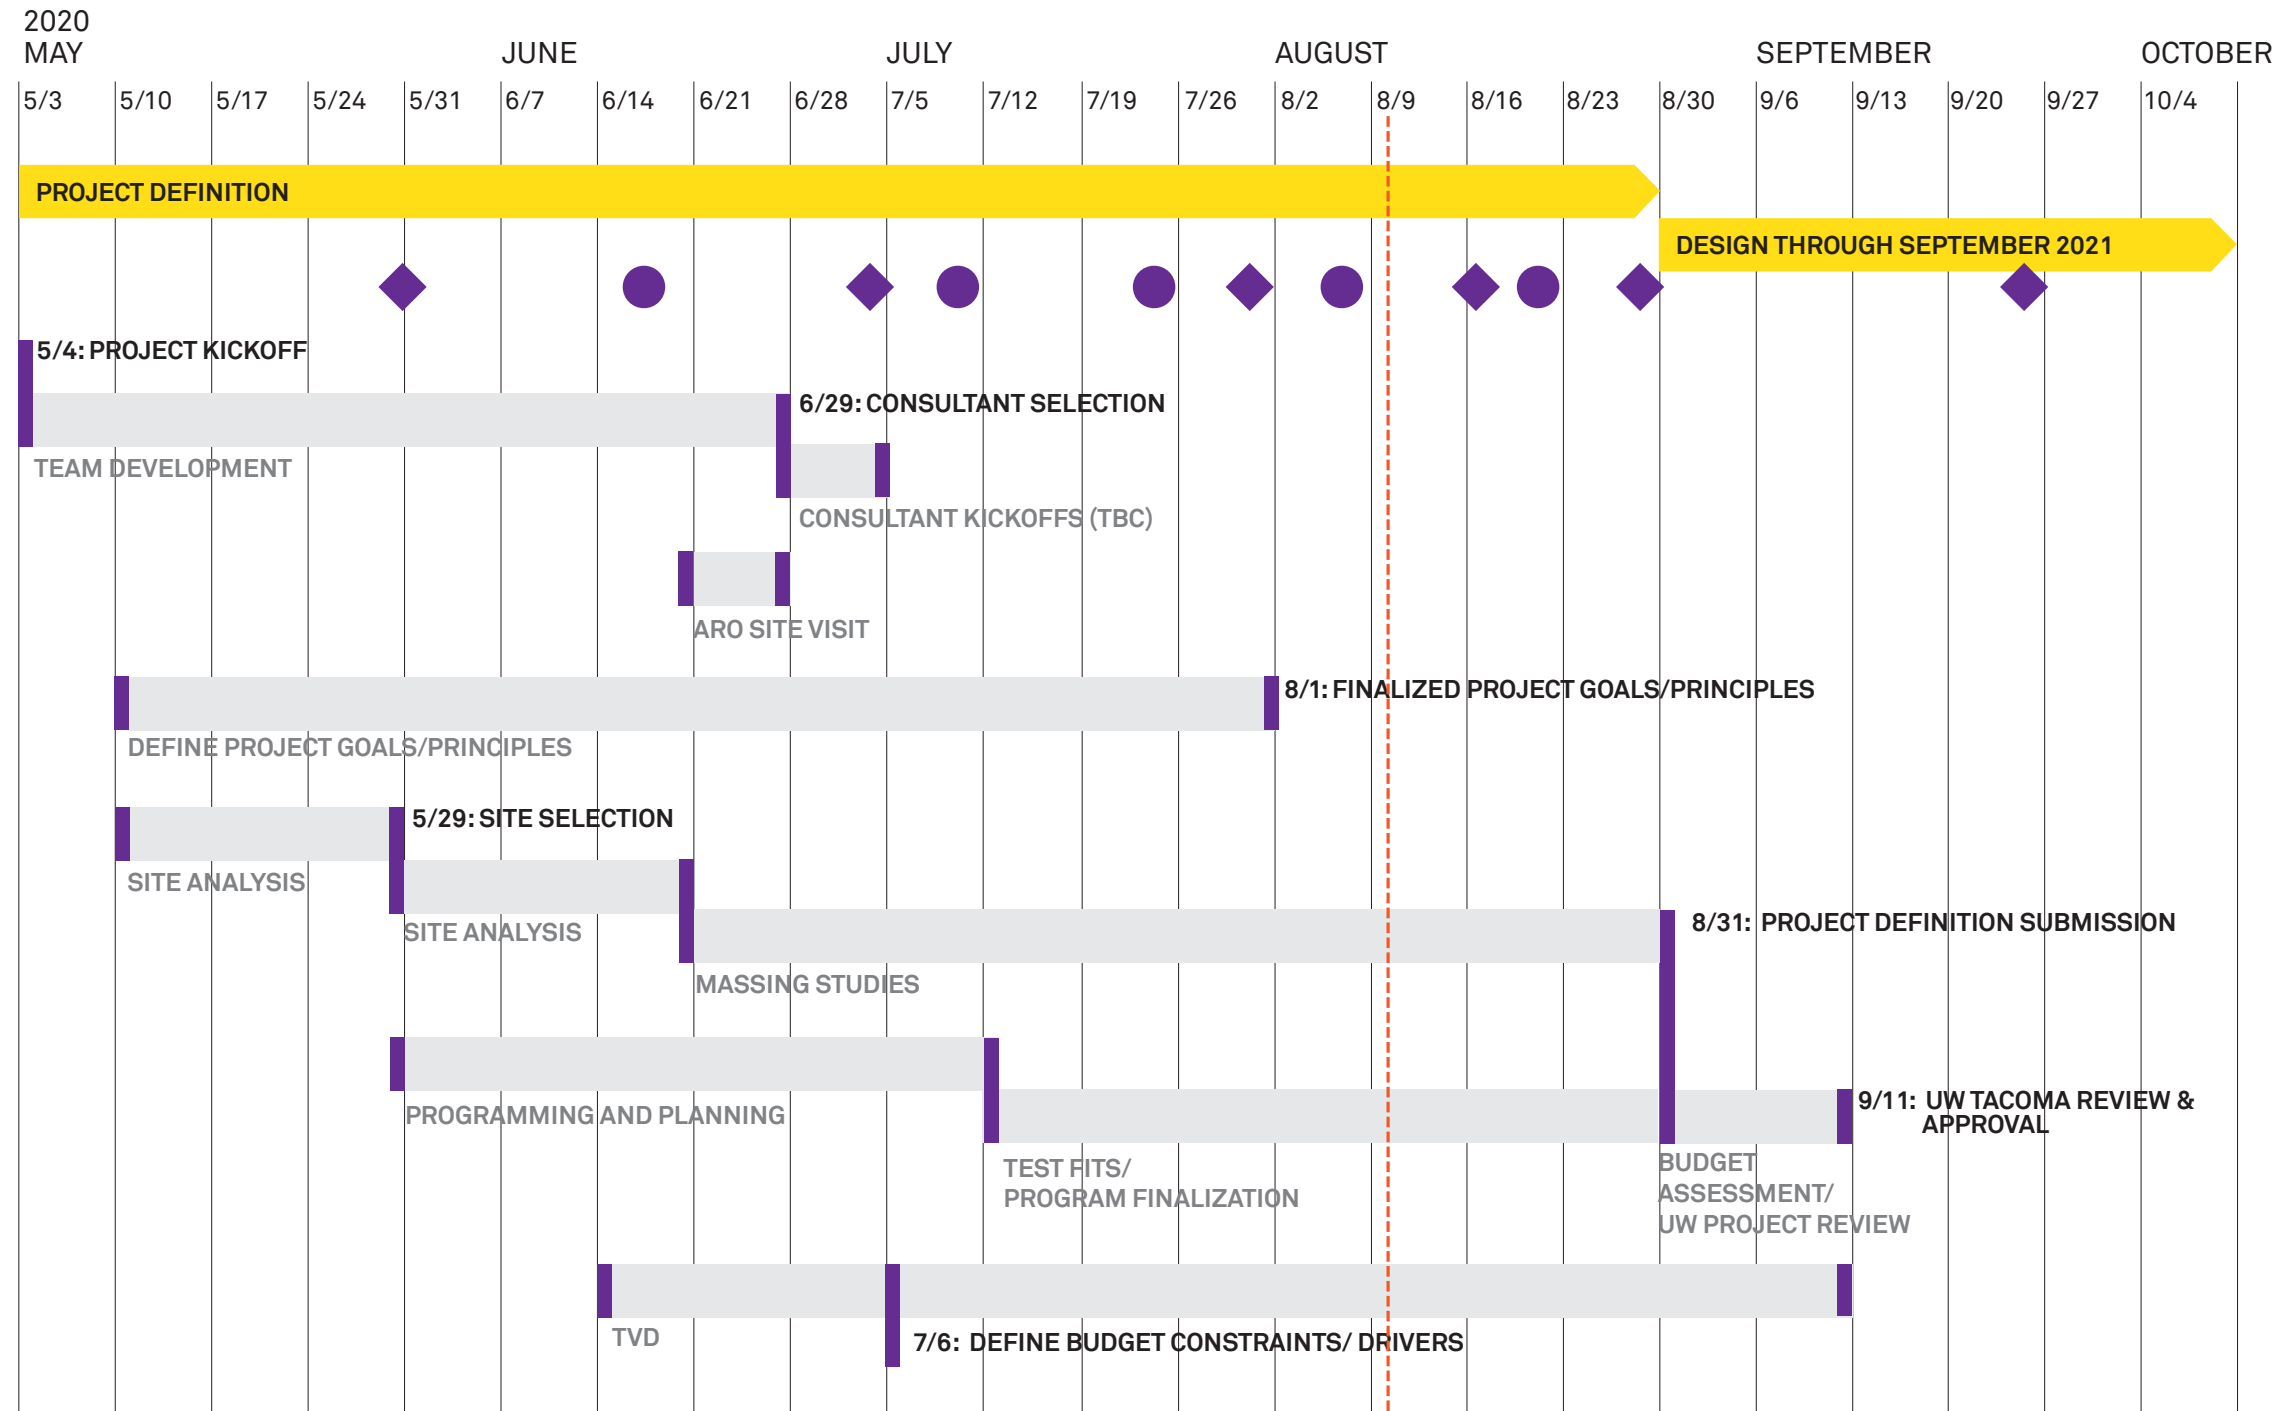 2020
MAY JUNE JULY AUGUST SEPTEMBER OCTOBER
5/3 5/10 5/17 5/24 5/31 6/7 6/14 6/21 6/28 7/5 7/12 7/19 7/26 8/2 8/9 8/16 8/23 8/30 9/6 9/13 9/20 9/27 10/4
PROJECT DEFINITION
DESIGN THROUGH SEPTEMBER 2021
5/4: PROJECT KICKOFF
6/29: CONSULTANT SELECTION
TEAM DEVELOPMENT
CONSULTANT KICKOFFS (TBC)
ARO SITE VISIT
8/1: FINALIZED PROJECT GOALS/PRINCIPLES
DEFINE PROJECT GOALS/PRINCIPLES
5/29: SITE SELECTION
SITE ANALYSIS
SITE ANALYSIS
8/31: PROJECT DEFINITION SUBMISSION
MASSING STUDIES
PROGRAMMING AND PLANNING
9/11: UW TACOMA REVIEW &
APPROVAL
TEST FITS/
PROGRAM FINALIZATION
BUDGET
ASSESSMENT/
UW PROJECT REVIEW
TVD
7/6: DEFINE BUDGET CONSTRAINTS/ DRIVERS